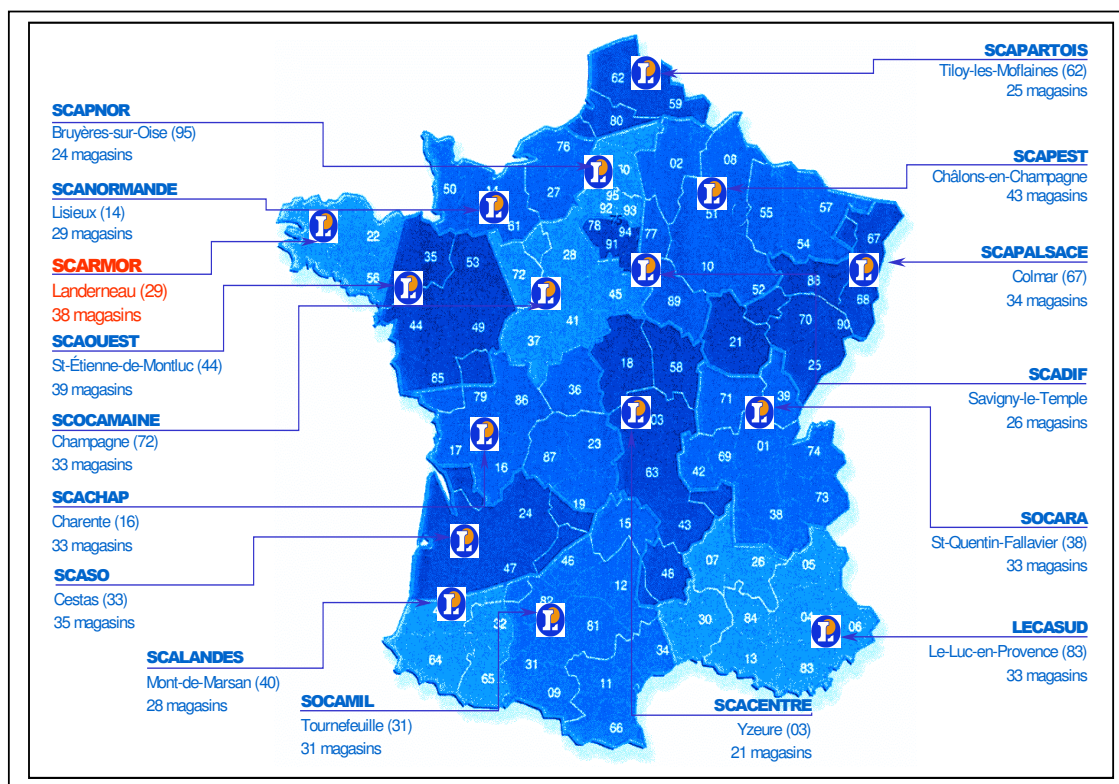 SCAPNOR
Bruyères-sur-Oise (95)
24 magasins
SCANORMANDE
Lisieux (14)
29 magasins
SCARMOR
Landerneau (29)
38 magasins
SCAOUEST
St-Étienne-de-Montluc (44)
39 magasins
SCOCAMAINE
Champagne (72)
33 magasins
SCACHAP
Charente (16)
33 magasins
SCASO
Cestas (33)
35 magasins
SCALANDES
Mont-de-Marsan (40)
28 magasins
SOCAMIL
Tournefeuille (31)
31 magasins
SCACENTRE
Yzeure (03)
21 magasins
SCAPARTOIS
Tiloy-les-Moflaines (62)
25 magasins
SCAPEST
Châlons-en-Champagne
43 magasins
SCAPALSACE
Colmar (67)
34 magasins
SCADIF
Savigny-le-Temple
26 magasins
SOCARA
St-Quentin-Fallavier (38)
33 magasins
LECASUD
Le-Luc-en-Provence (83)
33 magasins
62
59
80
76
02
08
50
27
95
51
57
61
92
93
55
67
22
78
94
77
35
53
91
54
28
72
10
56
52
88
68
45
89
44
49
41
70
90
37
21
18
58
25
85
36
79
86
71
39
03
17
23
01
16
87
69
74
63
42
73
24
19
38
15
43
47
46
48
07
26
05
12
82
32
81
30
84
04
06
64
65
31
34
13
83
09
11
66